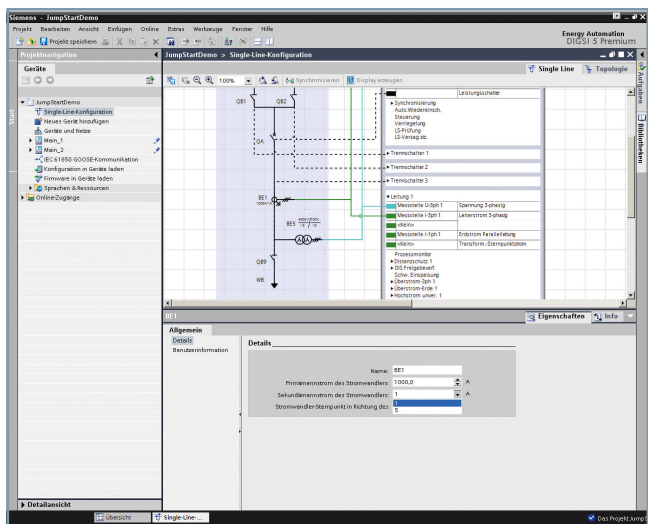 Siemens - JumpStartDemo
Projekt Bearbeiten Ansicht Einfügen Online Extras Werkzeuge Fenster Hilfe
Projekt speichern
Energy Automation
DIGSI 5 Premium
Projektnavigation
JumpStartDemo > Single-Line-Konfiguration
Geräte
Single Line
Topologie
100%
Synchronisieren
Display erzeugen
Start
Aufgaben
Bibliotheken
JumpStartDemo
Single-Line-Konfiguration
Neues Gerät hinzufügen
Geräte und Netze
Main_1
Main_2
IEC 61850 GOOSE-Kommunikation
Konfiguration in Geräte laden
Firmware in Geräte laden
Sprachen & Ressourcen
Online-Zugänge
QB1
QB2
QA
BE1
1000/1A
BE5
QB9
WB
Leistungsschalter
Synchronisierung
Auto.Wiedereinsch.
Steuerung
Verriegelung
LS-Prüfung
LS-Versag.stz.
Trennschalter 1
Trennschalter 2
Trennschalter 3
Leitung 1
Messstelle U-3ph 1 Spannung 3-phasig
Messstelle I-3ph 1 Leiterstrom 3-phasig
<Kein>
Messstelle I-1ph 1 Erdstrom Parallelleitung
<Kein> Transform.-Sternpunktstrom
Prozessmonitor
Distanzschutz 1
DIS Freigabeverf.
Schw. Einspeisung
Überstrom-3ph 1
Überstrom-Erde 1
Hochstrom unver. 1
BE1
Eigenschaften
Info
Allgemein
Details
Benutzerinformation
Details
Name: BE1
Primärnennstrom des Stromwandlers: 1000,0 A
Sekundärnennstrom des Stromwandlers: 1 A
Stromwandler-Sternpunkt in Richtung des
1
5
Detailansicht
Übersicht
Single-Line-...
Das Projekt Jump